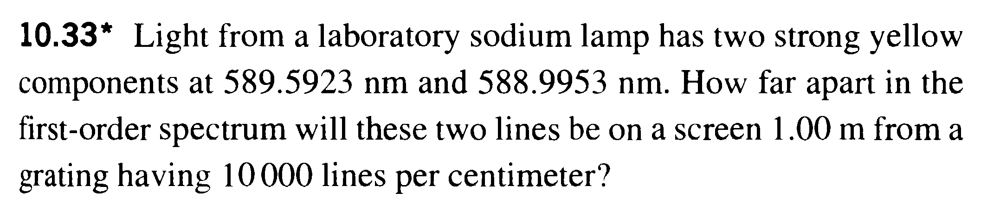 10.33* Light from a laboratory sodium lamp has two strong yellow
components at 589.5923 nm and 588.9953 nm. How far apart in the
first-order spectrum will these two lines be on a screen 1.00 m from a
grating having 10 000 lines per centimeter?